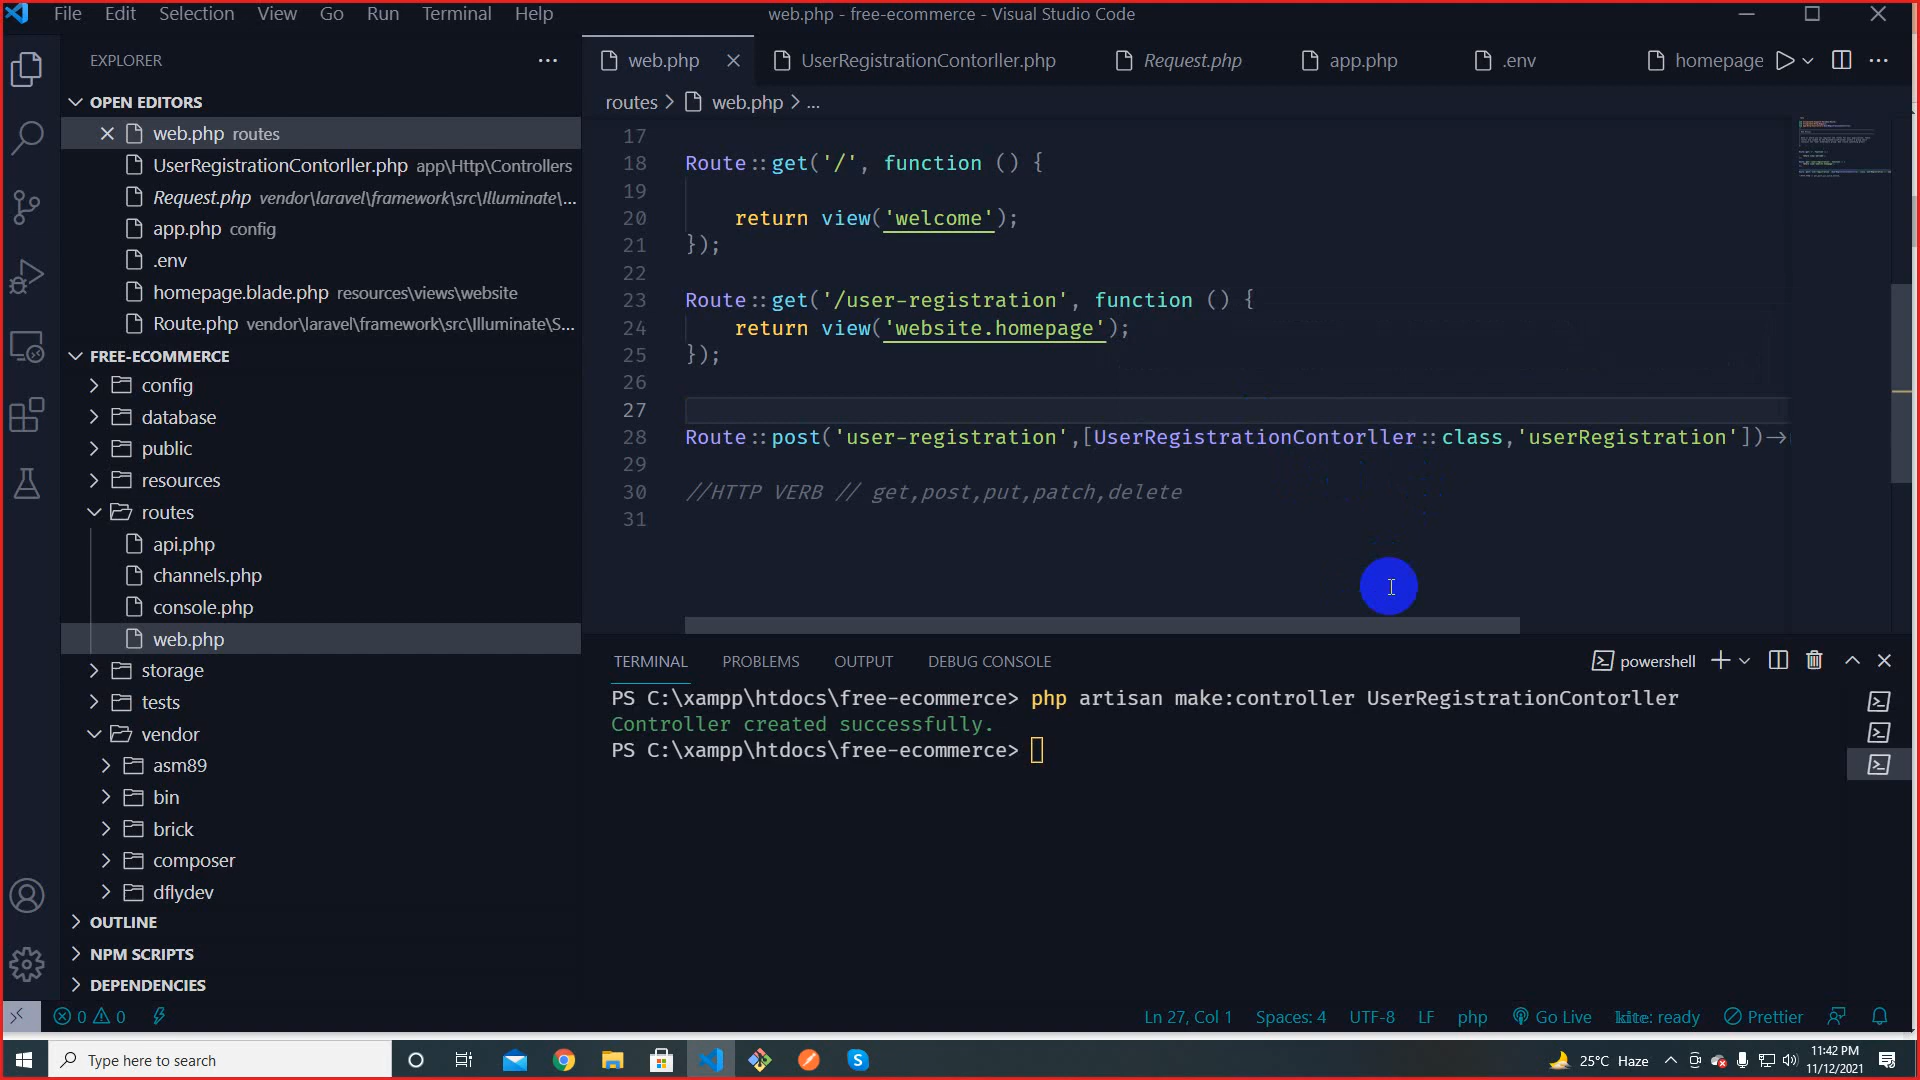 File Edit Selection View Go Run Terminal Help
web.php - free-ecommerce - Visual Studio Code
EXPLORER
OPEN EDITORS
web.php routes
UserRegistrationContorller.php app\Http\Controllers
Request.php vendor\laravel\framework\src\Illuminate\...
app.php config
.env
homepage.blade.php resources\views\website
Route.php vendor\laravel\framework\src\Illuminate\S...
FREE-ECOMMERCE
config
database
public
resources
routes
api.php
channels.php
console.php
web.php
storage
tests
vendor
asm89
bin
brick
composer
dflydev
OUTLINE
NPM SCRIPTS
DEPENDENCIES
web.php UserRegistrationContorller.php Request.php app.php .env homepage
routes > web.php > ...
17
18 Route::get('/', function () {
19
20 return view('welcome');
21 });
22
23 Route::get('/user-registration', function () {
24 return view('website.homepage');
25 });
26
27
28 Route::post('user-registration',[UserRegistrationContorller::class,'userRegistration'])->
29
30 //HTTP VERB // get,post,put,patch,delete
31
TERMINAL PROBLEMS OUTPUT DEBUG CONSOLE
powershell
PS C:\xampp\htdocs\free-ecommerce> php artisan make:controller UserRegistrationContorller
Controller created successfully.
PS C:\xampp\htdocs\free-ecommerce>
0 0
Ln 27, Col 1 Spaces: 4 UTF-8 LF php Go Live kite: ready Prettier
Type here to search
25°C Haze
11:42 PM
11/12/2021